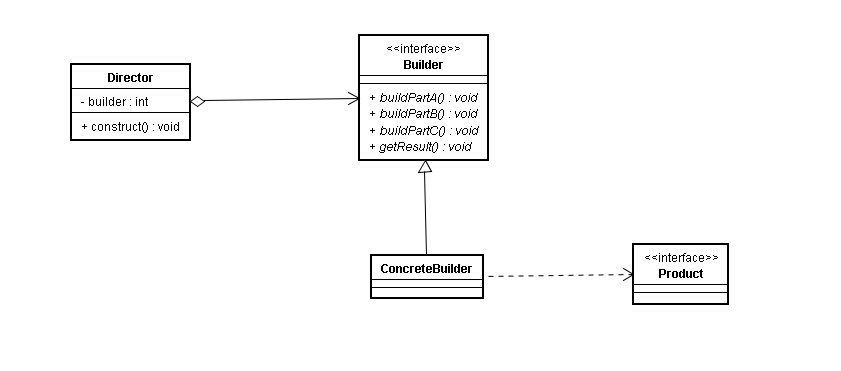 Director
- builder : int
+ construct() : void
<<interface>>
Builder
+ buildPartA() : void
+ buildPartB() : void
+ buildPartC() : void
+ getResult() : void
ConcreteBuilder
<<interface>>
Product